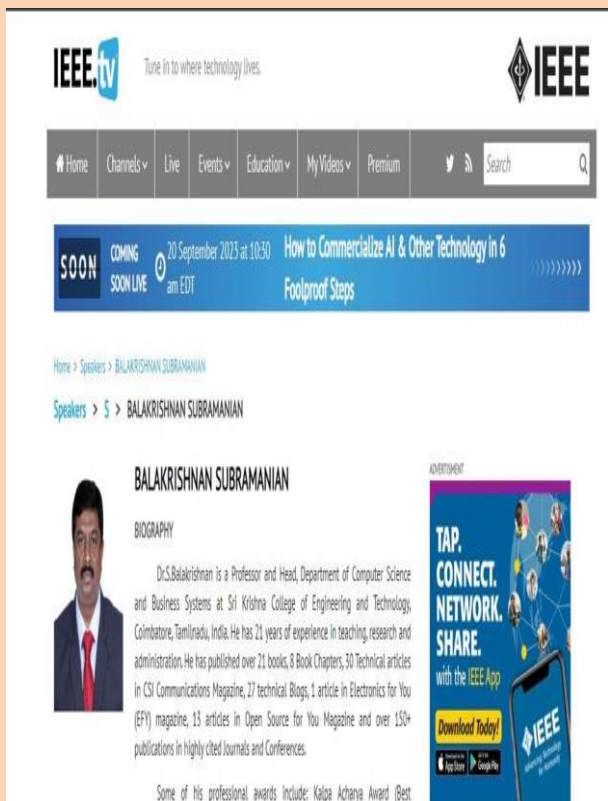 IEEE.tv
Tune in to where technology lives.
IEEE
Home Channels Live Events Education My Videos Premium Search
SOON
COMING
SOON LIVE
20 September 2023 at 10:30
am EDT
How to Commercialize AI & Other Technology in 6
Foolproof Steps
Home > Speakers > BALAKRISHNAN SUBRAMANIAN
Speakers > S > BALAKRISHNAN SUBRAMANIAN
BALAKRISHNAN SUBRAMANIAN
BIOGRAPHY
Dr.S.Balakrishnan is a Professor and Head, Department of Computer Science
and Business Systems at Sri Krishna College of Engineering and Technology,
Coimbatore, Tamilnadu, India. He has 21 years of experience in teaching, research and
administration. He has published over 21 books, 8 Book Chapters, 30 Technical articles
in CSI Communications Magazine, 27 technical Blogs, 1 article in Electronics for You
(EFY) magazine, 13 articles in Open Source for You Magazine and over 150+
publications in highly cited Journals and Conferences.
Some of his professional awards include: Kalpa Acharya Award (Best
ADVERTISMENT
TAP.
CONNECT.
NETWORK.
SHARE.
with the IEEE App
Download Today!
App Store Google Play
IEEE
Advancing Technology
for Humanity